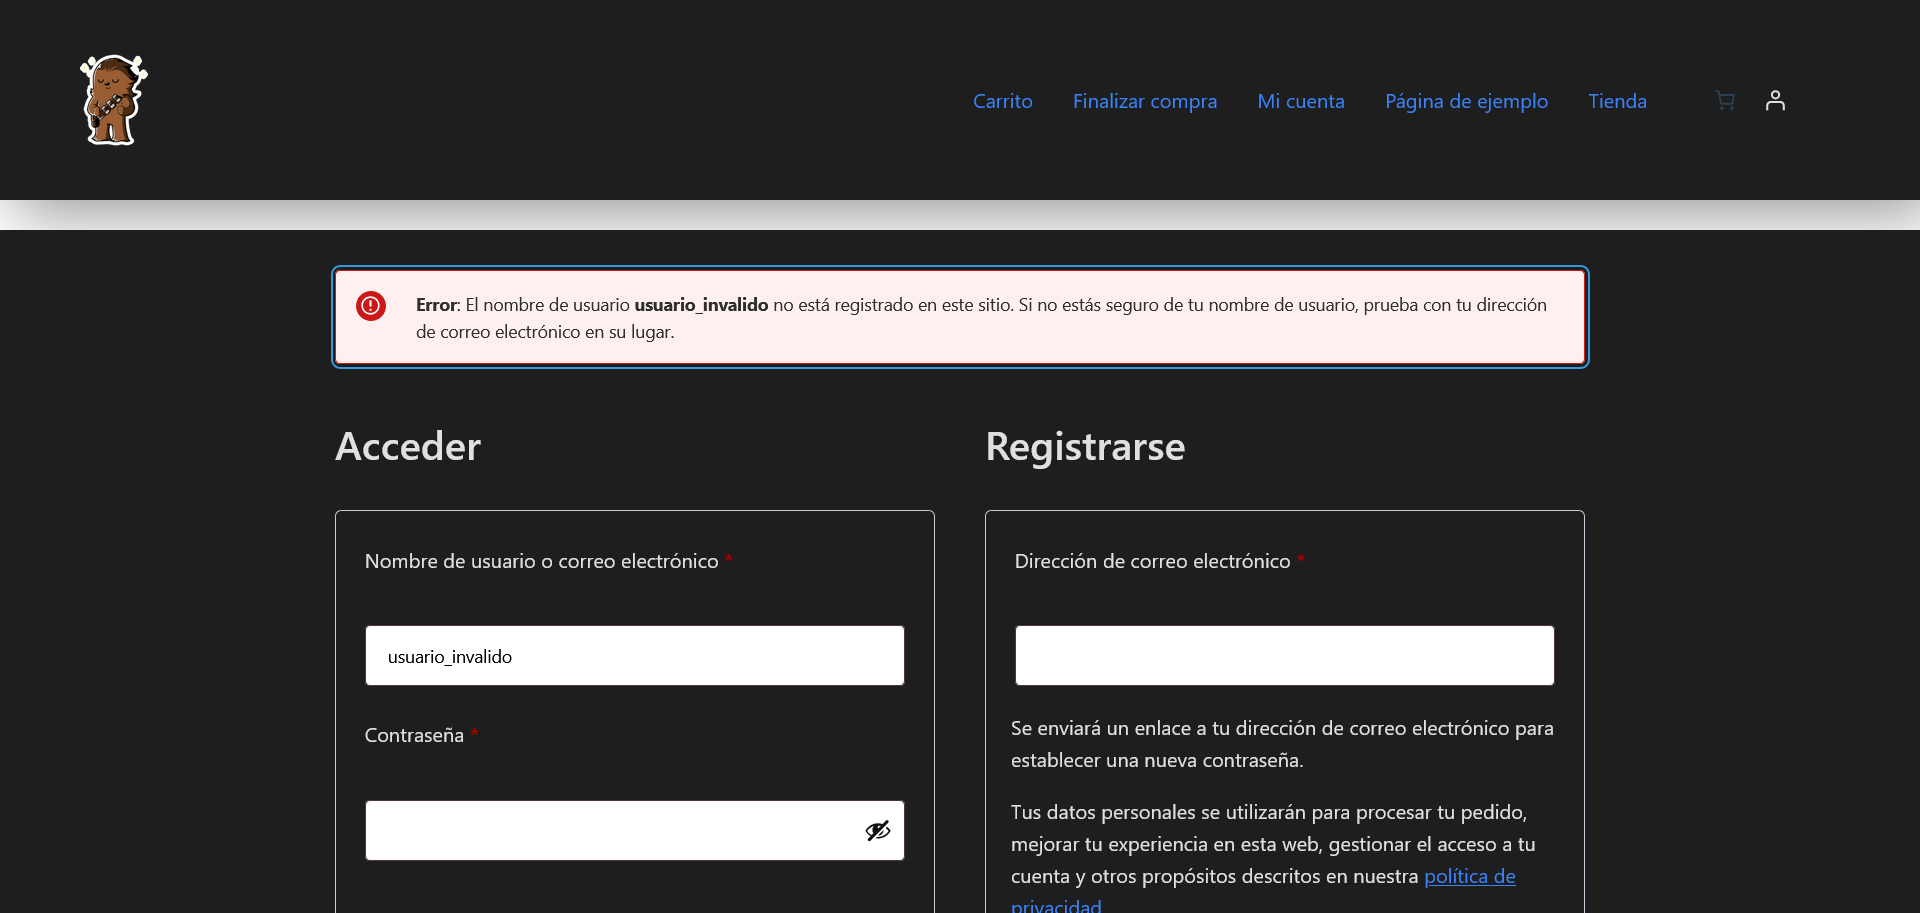 Carrito Finalizar compra Mi cuenta Página de ejemplo Tienda
Error: El nombre de usuario usuario_invalido no está registrado en este sitio. Si no estás seguro de tu nombre de usuario, prueba con tu dirección
de correo electrónico en su lugar.
Acceder
Nombre de usuario o correo electrónico *
usuario_invalido
Contraseña *
Registrarse
Dirección de correo electrónico *
Se enviará un enlace a tu dirección de correo electrónico para
establecer una nueva contraseña.
Tus datos personales se utilizarán para procesar tu pedido,
mejorar tu experiencia en esta web, gestionar el acceso a tu
cuenta y otros propósitos descritos en nuestra política de
privacidad